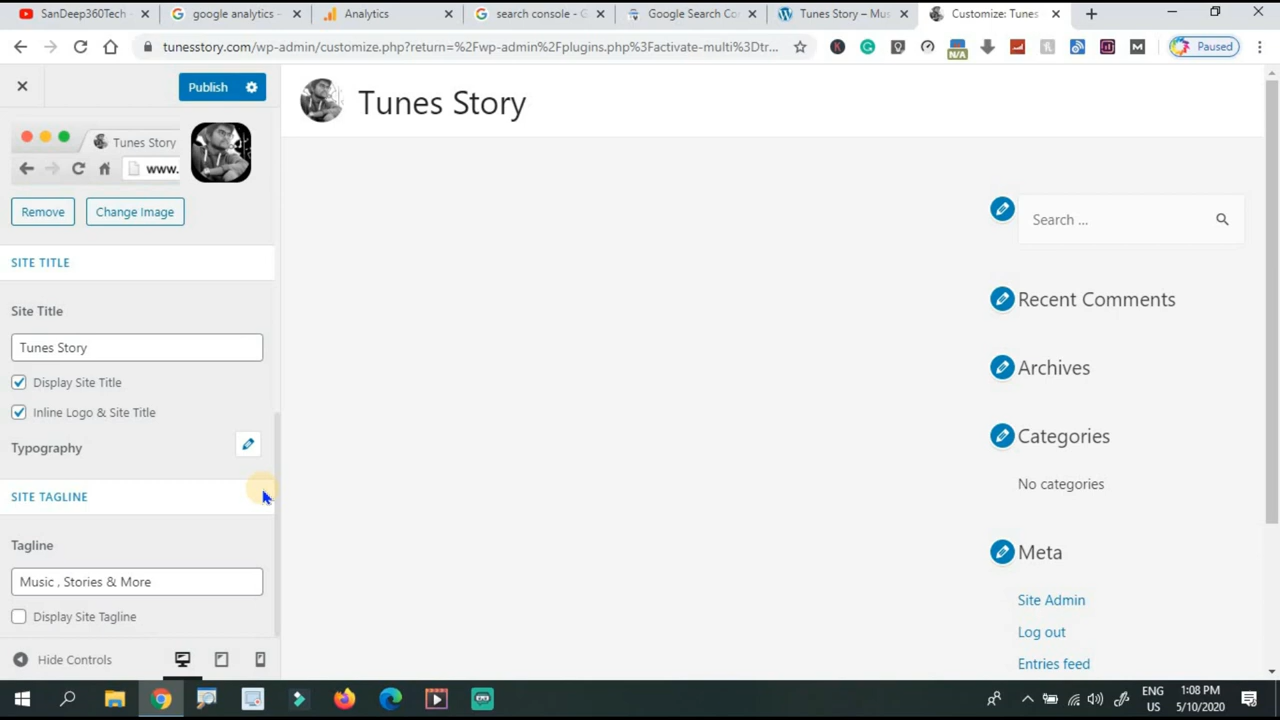 SanDeep360Tech -
google analytics -
Analytics
search console - G
Google Search Con
Tunes Story – Mus
Customize: Tunes
tunesstory.com/wp-admin/customize.php?return=%2Fwp-admin%2Fplugins.php%3Factivate-multi%3Dtr...
N/A
Paused
Publish
Tunes Story
www.
Remove
Change Image
SITE TITLE
Site Title
Tunes Story
Display Site Title
Inline Logo & Site Title
Typography
SITE TAGLINE
Tagline
Music , Stories & More
Display Site Tagline
Hide Controls
Tunes Story
Search ...
Recent Comments
Archives
Categories
No categories
Meta
Site Admin
Log out
Entries feed
ENG
US
1:08 PM
5/10/2020